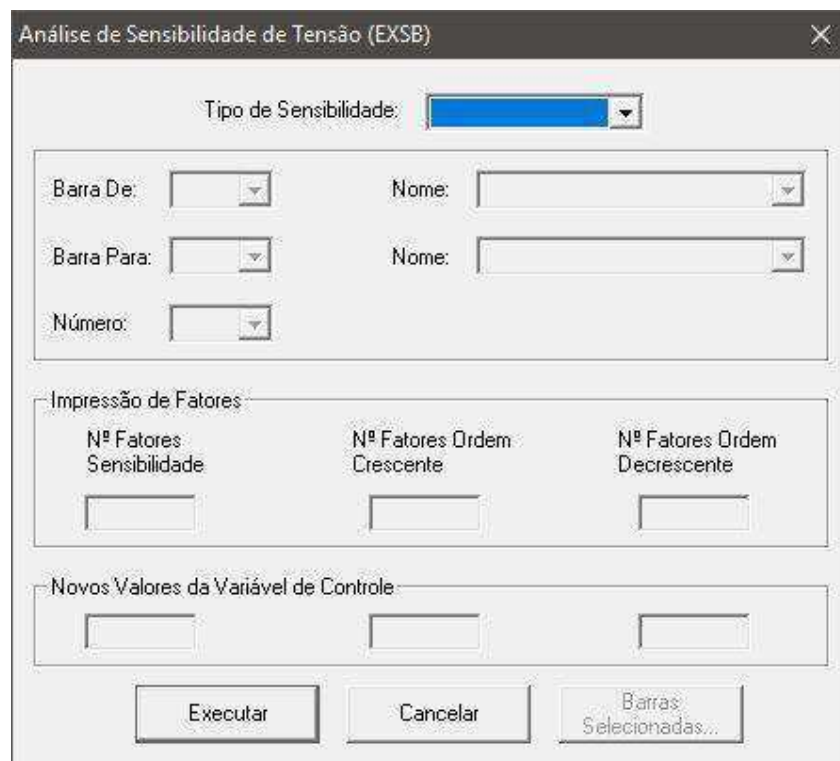 Análise de Sensibilidade de Tensão (EXSB)
Tipo de Sensibilidade:
Barra De:
Nome:
Barra Para:
Nome:
Número:
Impressão de Fatores
Nº Fatores
Sensibilidade
Nº Fatores Ordem
Crescente
Nº Fatores Ordem
Decrescente
Novos Valores da Variável de Controle
Executar
Cancelar
Barras
Selecionadas...